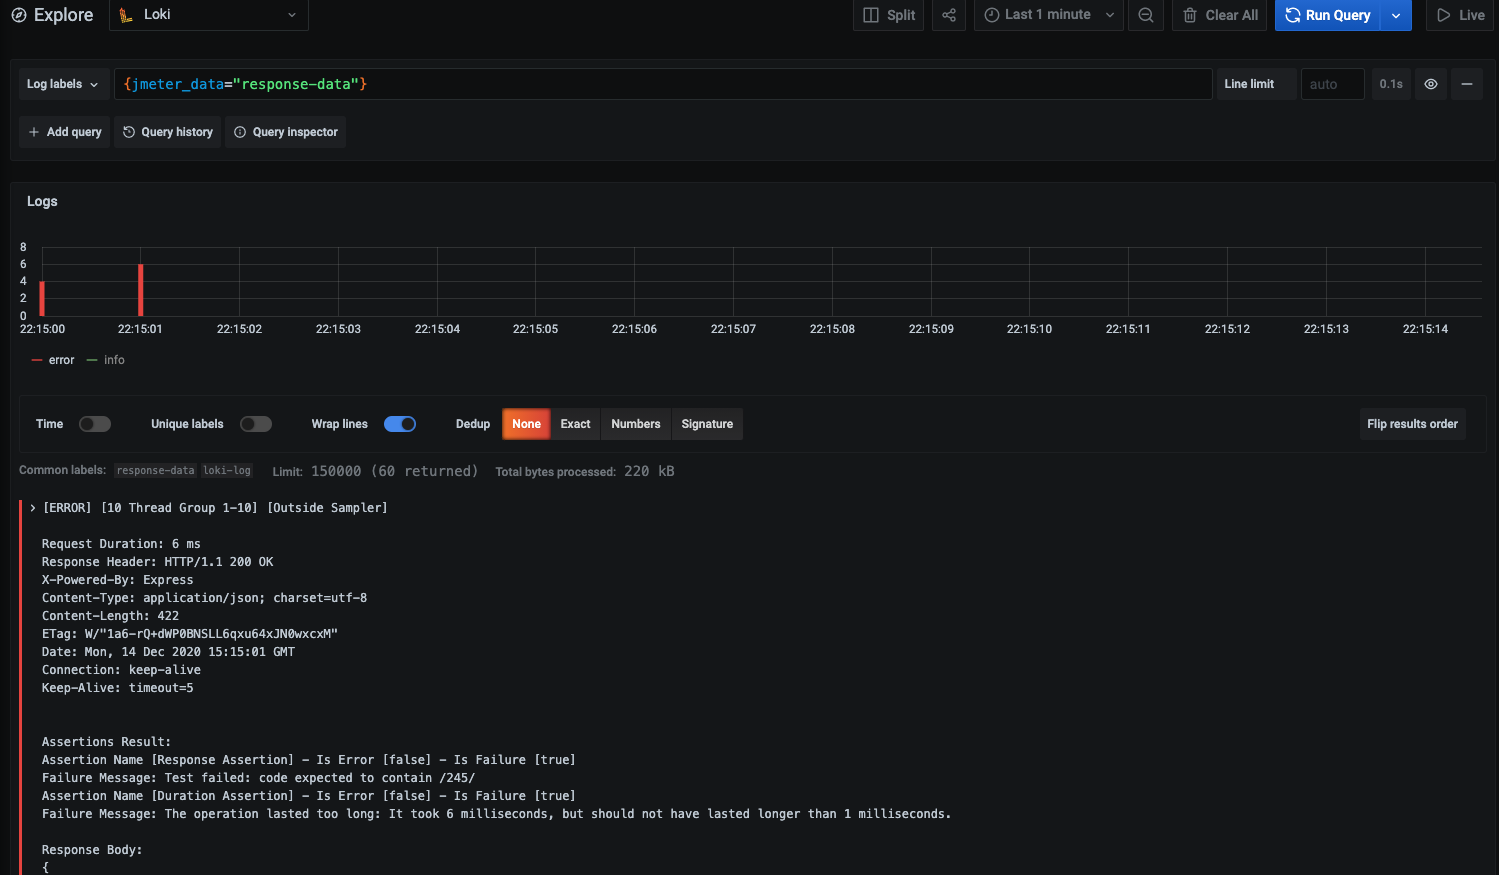 Explore Loki Split Last 1 minute Clear All Run Query Live
Log labels {jmeter_data="response-data"} Line limit auto 0.1s
Add query Query history Query inspector
Logs
8
6
4
2
0
22:15:00 22:15:01 22:15:02 22:15:03 22:15:04 22:15:05 22:15:06 22:15:07 22:15:08 22:15:09 22:15:10 22:15:11 22:15:12 22:15:13 22:15:14
error info
Time Unique labels Wrap lines Dedup None Exact Numbers Signature Flip results order
Common labels: response-data loki-log Limit: 150000 (60 returned) Total bytes processed: 220 kB
[ERROR] [10 Thread Group 1-10] [Outside Sampler]
Request Duration: 6 ms
Response Header: HTTP/1.1 200 OK
X-Powered-By: Express
Content-Type: application/json; charset=utf-8
Content-Length: 422
ETag: W/"1a6-rQ+dWP0BNSLL6qxu64xJN0wxcxM"
Date: Mon, 14 Dec 2020 15:15:01 GMT
Connection: keep-alive
Keep-Alive: timeout=5
Assertions Result:
Assertion Name [Response Assertion] - Is Error [false] - Is Failure [true]
Failure Message: Test failed: code expected to contain /245/
Assertion Name [Duration Assertion] - Is Error [false] - Is Failure [true]
Failure Message: The operation lasted too long: It took 6 milliseconds, but should not have lasted longer than 1 milliseconds.
Response Body:
{